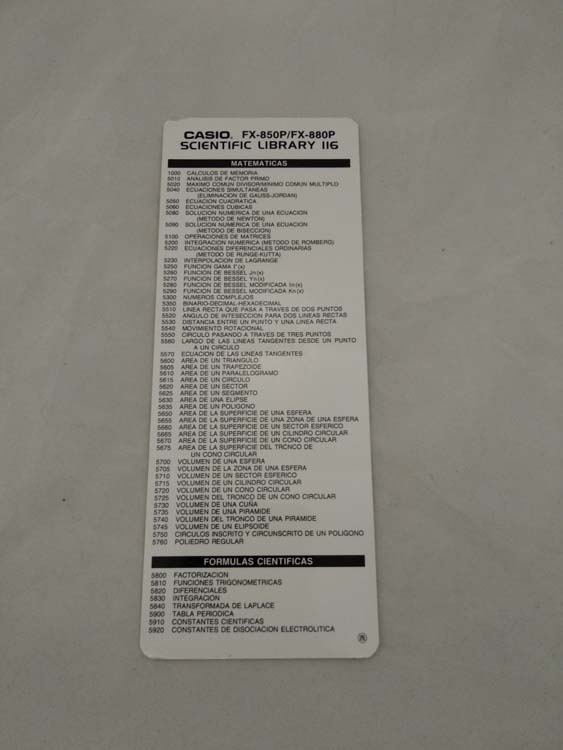 CASIO. FX-850P/FX-880P
SCIENTIFIC LIBRARY 116
MATEMATICAS
1000 CALCULOS DE MEMORIA
5010 ANALISIS DE FACTOR PRIMO
5020 MAXIMO COMUN DIVISOR/MINIMO COMUN MULTIPLO
5040 ECUACIONES SIMULTANEAS
(ELIMINACION DE GAUSS-JORDAN)
5050 ECUACION CUADRATICA
5060 ECUACIONES CUBICAS
5080 SOLUCION NUMERICA DE UNA ECUACION
(METODO DE NEWTON)
5090 SOLUCION NUMERICA DE UNA ECUACION
(METODO DE BISECCION)
5100 OPERACIONES DE MATRICES
5200 INTEGRACION NUMERICA (METODO DE ROMBERG)
5220 ECUACIONES DIFERENCIALES ORDINARIAS
(METODO DE RUNGE-KUTTA)
5230 INTERPOLACION DE LAGRANGE
5250 FUNCION GAMA Γ(x)
5260 FUNCION DE BESSEL Jn(x)
5270 FUNCION DE BESSEL Yn(x)
5280 FUNCION DE BESSEL MODIFICADA In(x)
5290 FUNCION DE BESSEL MODIFICADA Kn(x)
5300 NUMEROS COMPLEJOS
5350 BINARIO-DECIMAL-HEXADECIMAL
5510 LINEA RECTA QUE PASA A TRAVES DE DOS PUNTOS
5520 ANGULO DE INTESECCION PARA DOS LINEAS RECTAS
5530 DISTANCIA ENTRE UN PUNTO Y UNA LINEA RECTA
5540 MOVIMIENTO ROTACIONAL
5550 CIRCULO PASANDO A TRAVES DE TRES PUNTOS
5560 LARGO DE LAS LINEAS TANGENTES DESDE UN PUNTO
A UN CIRCULO
5570 ECUACION DE LAS LINEAS TANGENTES
5600 AREA DE UN TRIANGULO
5605 AREA DE UN TRAPEZOIDE
5610 AREA DE UN PARALELOGRAMO
5615 AREA DE UN CIRCULO
5620 AREA DE UN SECTOR
5625 AREA DE UN SEGMENTO
5630 AREA DE UNA ELIPSE
5635 AREA DE UN POLIGONO
5650 AREA DE LA SUPERFICIE DE UNA ESFERA
5655 AREA DE LA SUPERFICIE DE UNA ZONA DE UNA ESFERA
5660 AREA DE LA SUPERFICIE DE UN SECTOR ESFERICO
5665 AREA DE LA SUPERFICIE DE UN CILINDRO CIRCULAR
5670 AREA DE LA SUPERFICIE DE UN CONO CIRCULAR
5675 AREA DE LA SUPERFICIE DEL TRONCO DE
UN CONO CIRCULAR
5700 VOLUMEN DE UNA ESFERA
5705 VOLUMEN DE LA ZONA DE UNA ESFERA
5710 VOLUMEN DE UN SECTOR ESFERICO
5715 VOLUMEN DE UN CILINDRO CIRCULAR
5720 VOLUMEN DE UN CONO CIRCULAR
5725 VOLUMEN DEL TRONCO DE UN CONO CIRCULAR
5730 VOLUMEN DE UNA CUÑA
5735 VOLUMEN DE UNA PIRAMIDE
5740 VOLUMEN DEL TRONCO DE UNA PIRAMIDE
5745 VOLUMEN DE UN ELIPSOIDE
5750 CIRCULOS INSCRITO Y CIRCUNSCRITO DE UN POLIGONO
5760 POLIEDRO REGULAR
FORMULAS CIENTIFICAS
5800 FACTORIZACION
5810 FUNCIONES TRIGONOMETRICAS
5820 DIFERENCIALES
5830 INTEGRACION
5840 TRANSFORMADA DE LAPLACE
5900 TABLA PERIODICA
5910 CONSTANTES CIENTIFICAS
5920 CONSTANTES DE DISOCIACION ELECTROLITICA